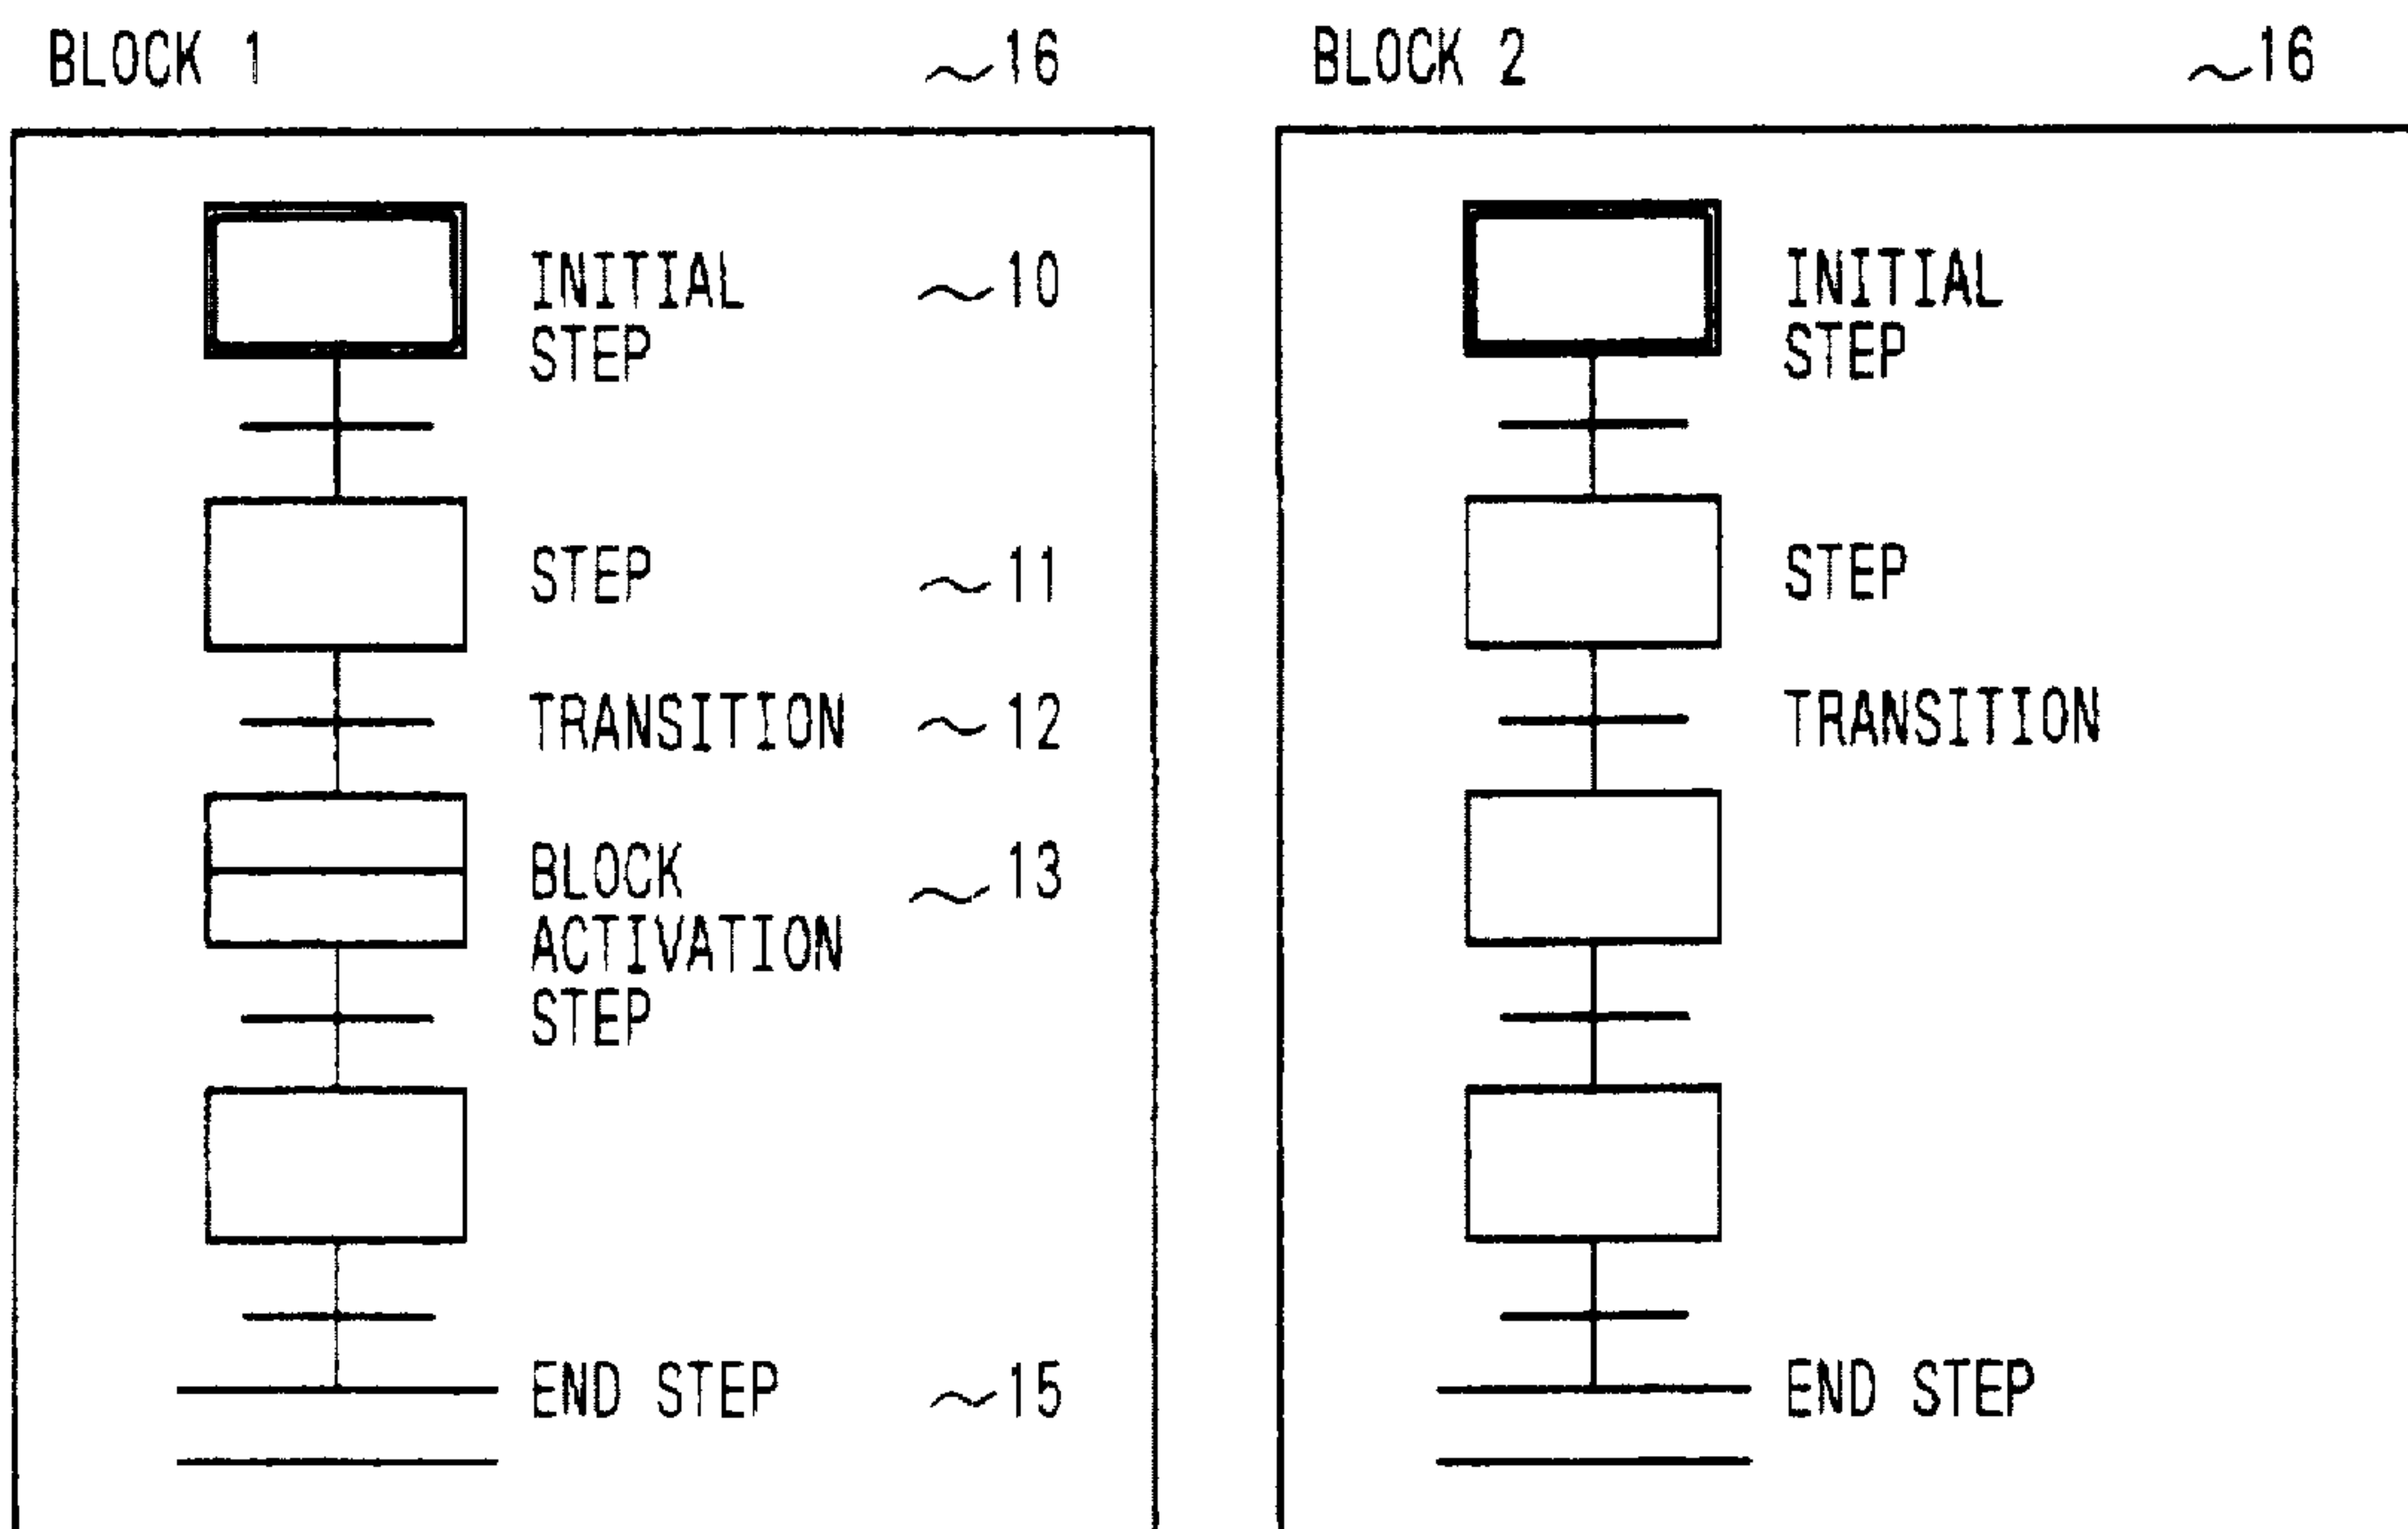 BLOCK 1 ~16
INITIAL ~10
STEP
STEP ~11
TRANSITION ~12
BLOCK ~13
ACTIVATION
STEP
END STEP ~15
BLOCK 2 ~16
INITIAL
STEP
STEP
TRANSITION
END STEP